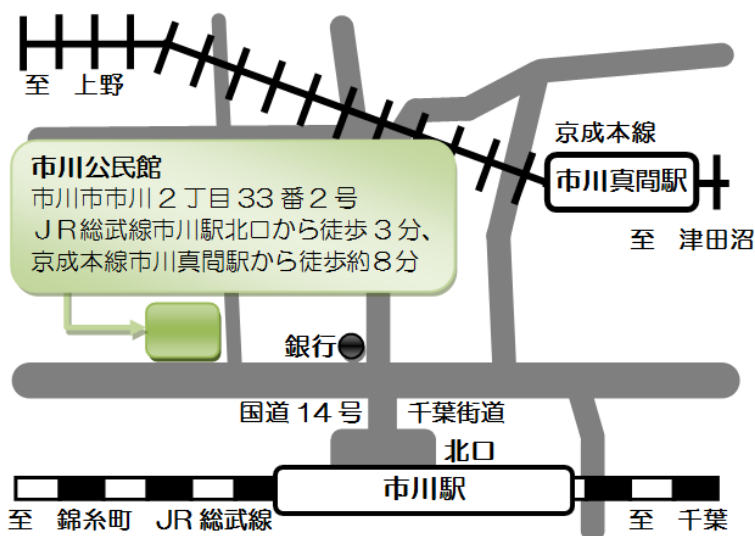 至 上野
京成本線
市川真間駅
至 津田沼
市川公民館
市川市市川２丁目33番2号
ＪＲ総武線市川駅北口から徒歩３分、
京成本線市川真間駅から徒歩約８分
銀行
国道14号 千葉街道
北口
市川駅
至 錦糸町 JR総武線 至 千葉